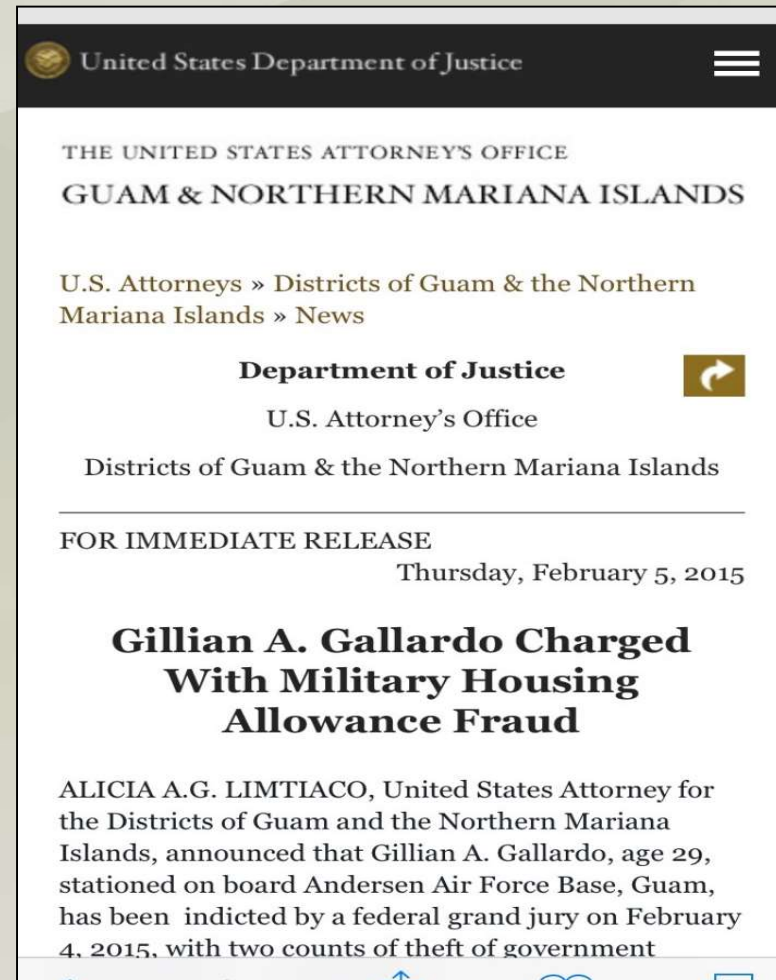 United States Department of Justice
THE UNITED STATES ATTORNEY'S OFFICE
GUAM & NORTHERN MARIANA ISLANDS
U.S. Attorneys » Districts of Guam & the Northern
Mariana Islands » News
Department of Justice
U.S. Attorney's Office
Districts of Guam & the Northern Mariana Islands
FOR IMMEDIATE RELEASE
Thursday, February 5, 2015
Gillian A. Gallardo Charged
With Military Housing
Allowance Fraud
ALICIA A.G. LIMTIACO, United States Attorney for
the Districts of Guam and the Northern Mariana
Islands, announced that Gillian A. Gallardo, age 29,
stationed on board Andersen Air Force Base, Guam,
has been indicted by a federal grand jury on February
4, 2015, with two counts of theft of government